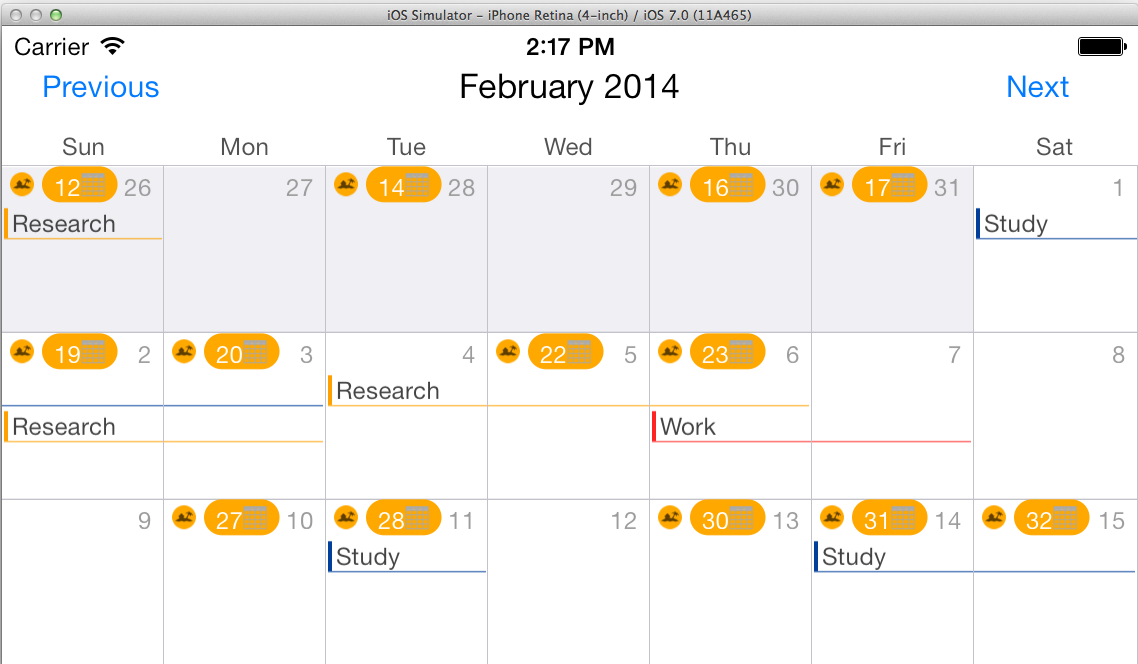 iOS Simulator – iPhone Retina (4-inch) / iOS 7.0 (11A465)
Carrier 2:17 PM
Previous February 2014 Next
Sun Mon Tue Wed Thu Fri Sat
12 26 27 14 28 29 16 30 17 31 1
Research Study
19 2 20 3 4 22 5 23 6 7 8
Research
Research Work
9 27 10 28 11 12 30 13 31 14 32 15
Study Study